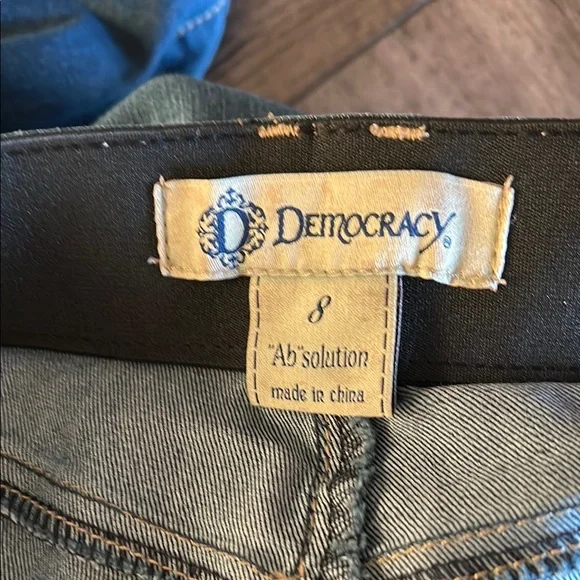 D DEMOCRACY®
8
"Ab"solution
made in china